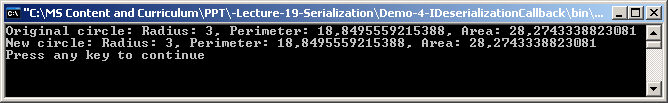 "C:\MS Content and Curriculum\PPT\-Lecture-19-Serialization\Demo-4-IDeserializationCallback\bin\...
Original circle: Radius: 3, Perimeter: 18,8495559215388, Area: 28,2743338823081
New circle: Radius: 3, Perimeter: 18,8495559215388, Area: 28,2743338823081
Press any key to continue